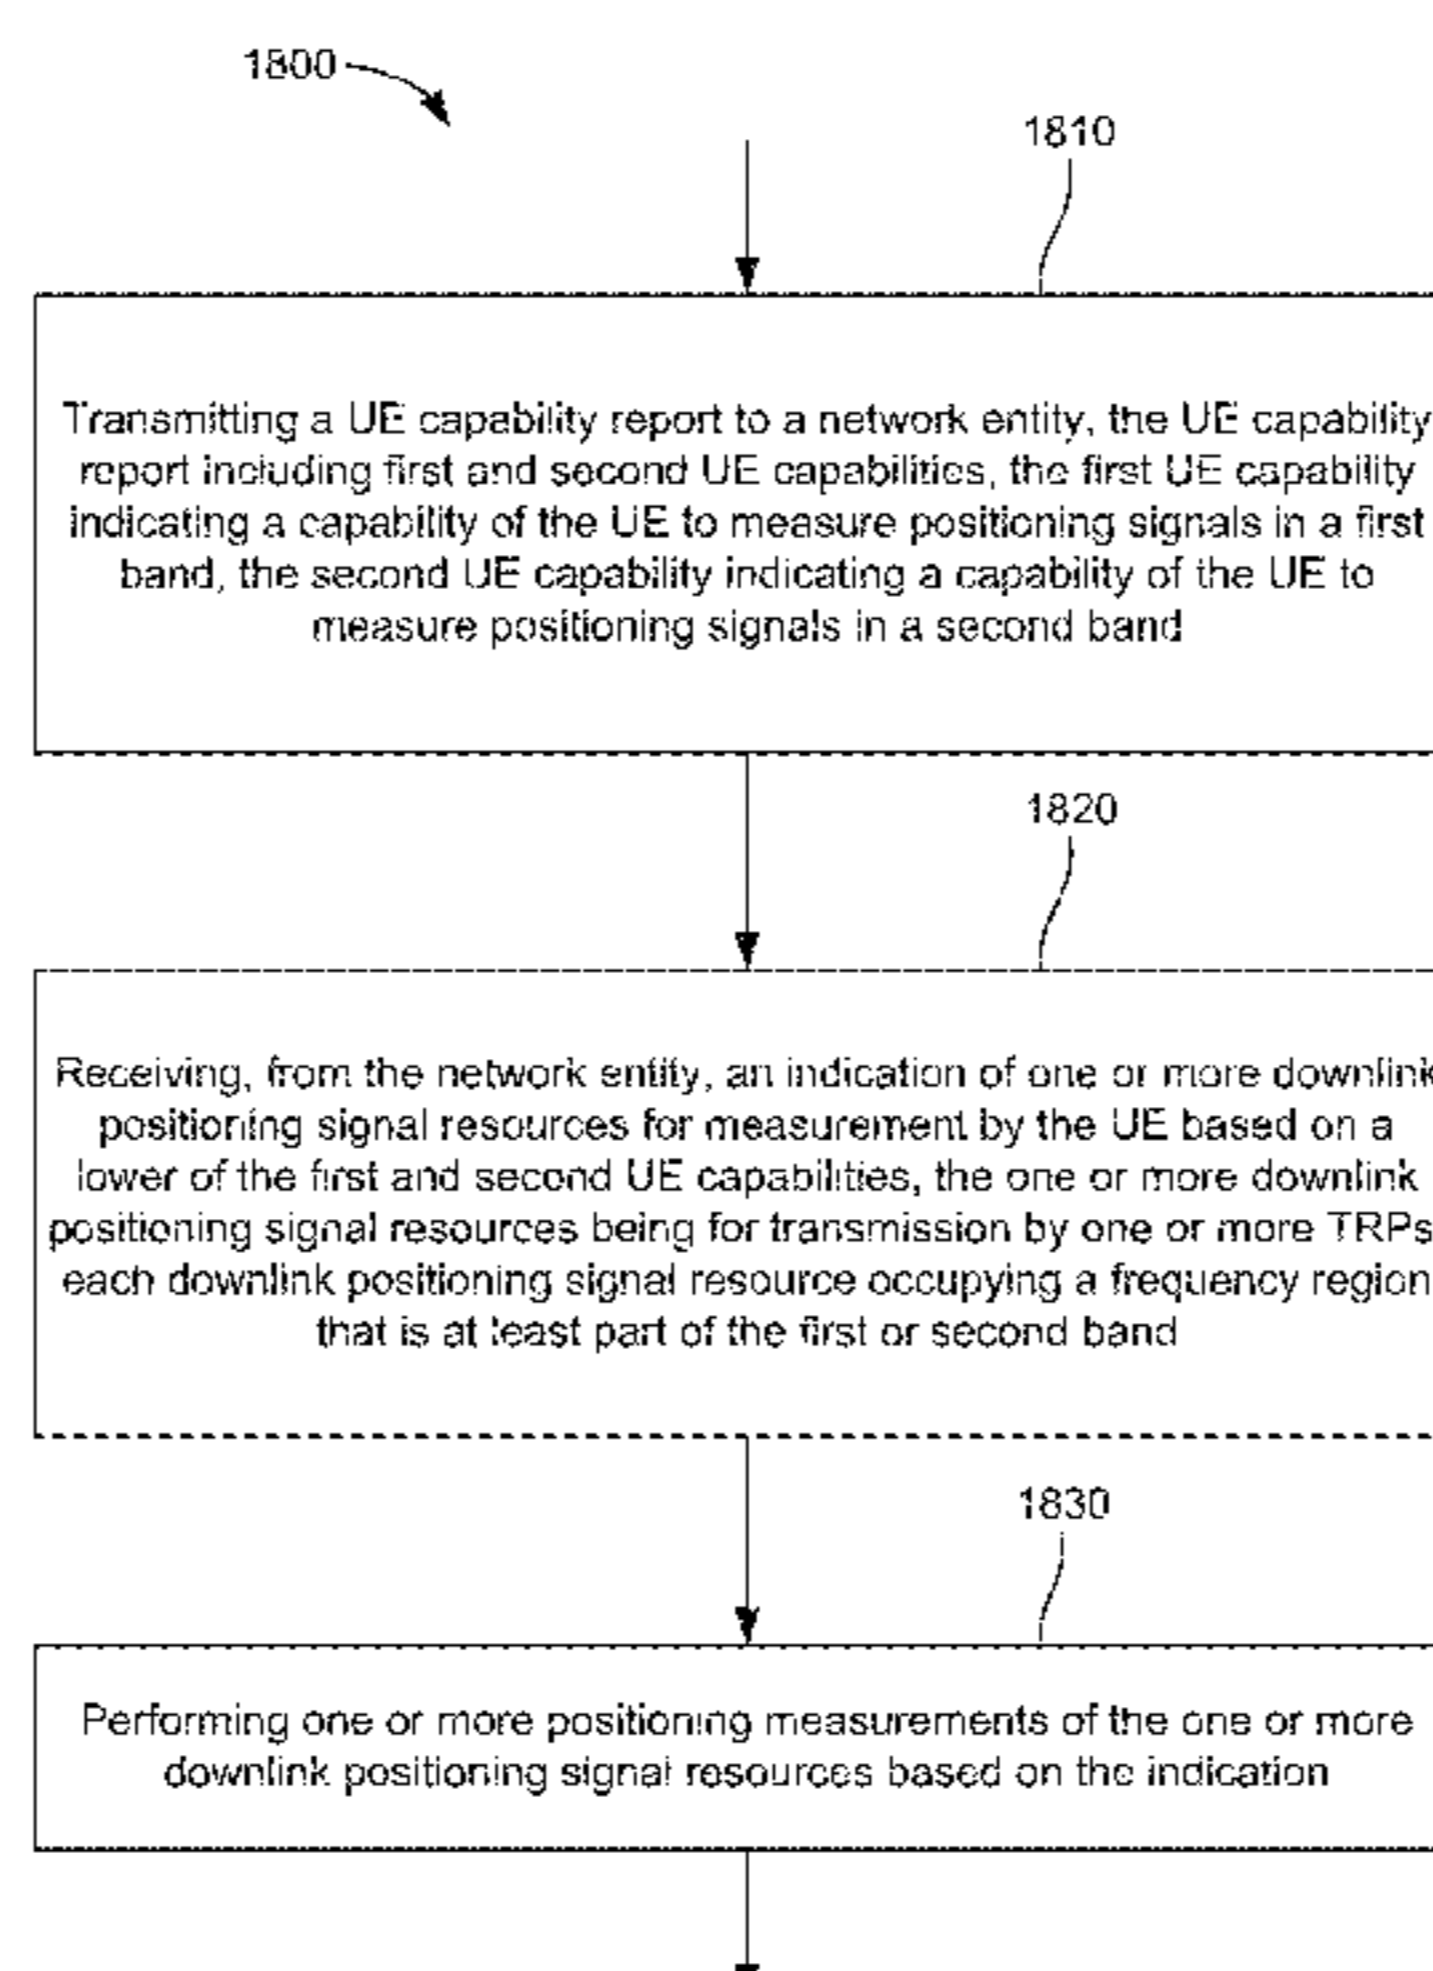 1800
1810
Transmitting a UE capability report to a network entity, the UE capability
report including first and second UE capabilities, the first UE capability
indicating a capability of the UE to measure positioning signals in a first
band, the second UE capability indicating a capability of the UE to
measure positioning signals in a second band
1820
Receiving, from the network entity, an indication of one or more downlink
positioning signal resources for measurement by the UE based on a
lower of the first and second UE capabilities, the one or more downlink
positioning signal resources being for transmission by one or more TRPs
each downlink positioning signal resource occupying a frequency region
that is at least part of the first or second band
1830
Performing one or more positioning measurements of the one or more
downlink positioning signal resources based on the indication